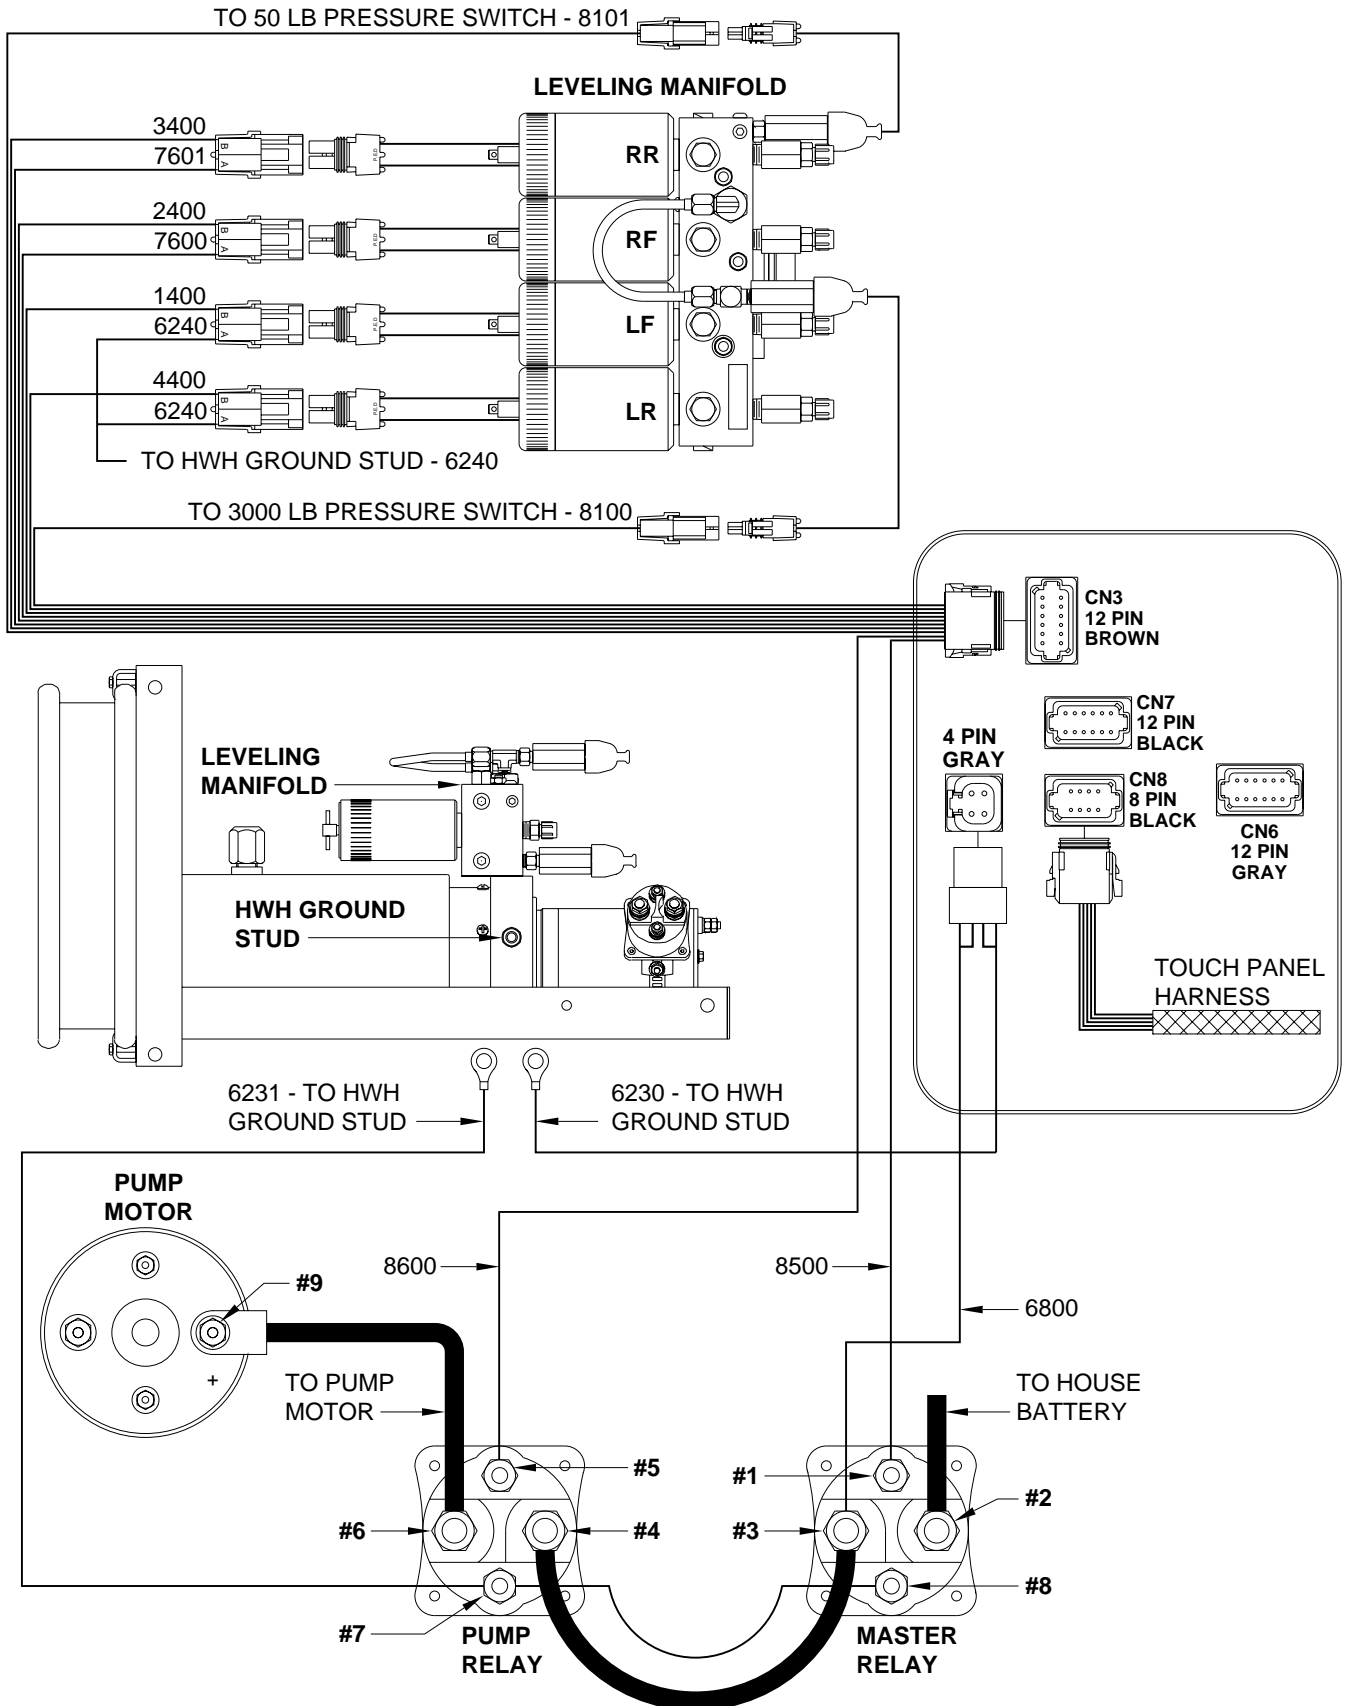 TO 50 LB PRESSURE SWITCH - 8101
LEVELING MANIFOLD
3400
7601
B
A
P.E.D
RR
2400
7600
B
A
P.E.D
RF
1400
6240
B
A
P.E.D
LF
4400
6240
B
A
P.E.D
LR
TO HWH GROUND STUD - 6240
TO 3000 LB PRESSURE SWITCH - 8100
CN3
12 PIN
BROWN
CN7
12 PIN
BLACK
4 PIN
GRAY
CN8
8 PIN
BLACK
CN6
12 PIN
GRAY
LEVELING
MANIFOLD
HWH GROUND
STUD
TOUCH PANEL
HARNESS
6231 - TO HWH
GROUND STUD
6230 - TO HWH
GROUND STUD
PUMP
MOTOR
#9
+
8600
8500
6800
TO PUMP
MOTOR
TO HOUSE
BATTERY
#5
#1
#2
#6
#4
#3
#8
#7
PUMP
RELAY
MASTER
RELAY